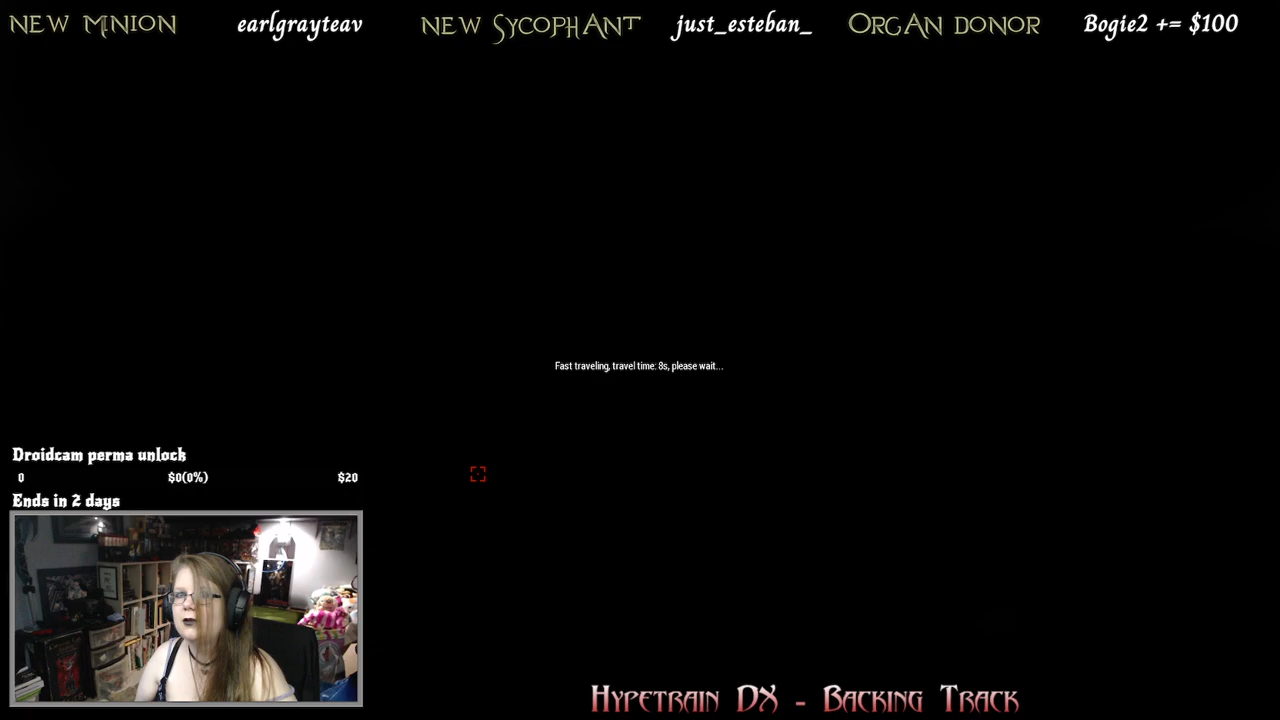 NEW MINION earlgrayteav NEW SYCOPHANT just_esteban_ ORGAN DONOR Bogie2 += $100
Fast traveling, travel time: 8s, please wait...
Droidcam perma unlock
0 $0(0%) $20
Ends in 2 days
HYPETRAIN DX - BACKING TRACK